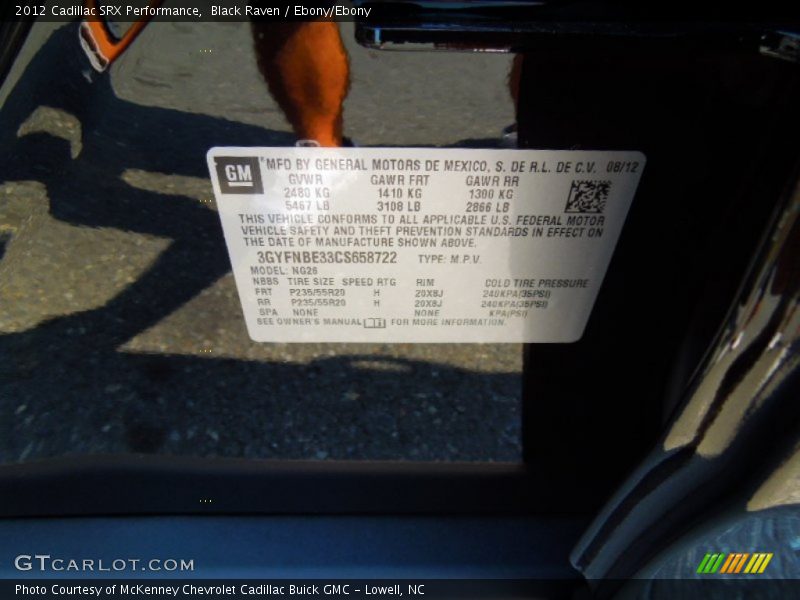 2012 Cadillac SRX Performance, Black Raven / Ebony/Ebony
GM
MFD BY GENERAL MOTORS DE MEXICO, S. DE R.L. DE C.V. 08/12
GVWR GAWR FRT GAWR RR
2480 KG 1410 KG 1300 KG
5467 LB 3108 LB 2866 LB
THIS VEHICLE CONFORMS TO ALL APPLICABLE U.S. FEDERAL MOTOR
VEHICLE SAFETY AND THEFT PREVENTION STANDARDS IN EFFECT ON
THE DATE OF MANUFACTURE SHOWN ABOVE.
3GYFNBE33CS658722 TYPE: M.P.V.
MODEL: NG26
NBBS TIRE SIZE SPEED RTG RIM COLD TIRE PRESSURE
FRT P235/55R20 H 20X8J 240KPA(35PSI)
RR P235/55R20 H 20X8J 240KPA(35PSI)
SPA NONE NONE KPA(PSI)
SEE OWNER'S MANUAL FOR MORE INFORMATION.
GTCARLOT.COM
Photo Courtesy of McKenney Chevrolet Cadillac Buick GMC - Lowell, NC